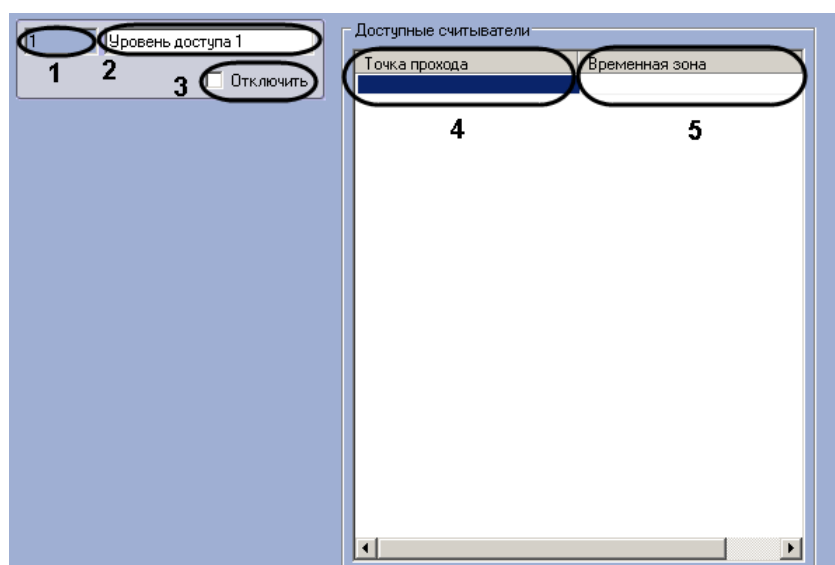 1 Уровень доступа 1
1 2
3 Отключить
Доступные считыватели
Точка прохода Временная зона
4 5